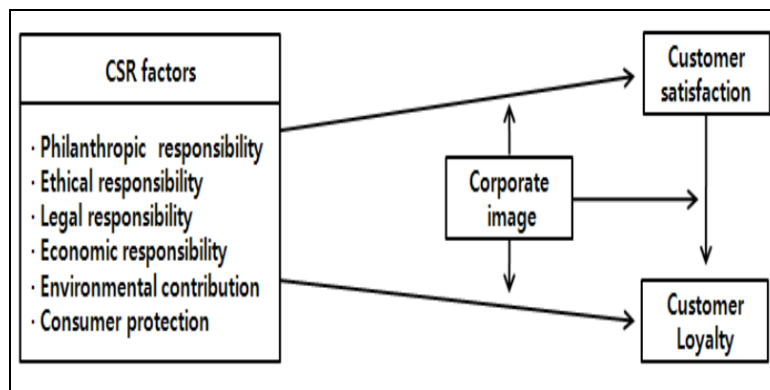 CSR factors
· Philanthropic responsibility
· Ethical responsibility
· Legal responsibility
· Economic responsibility
· Environmental contribution
· Consumer protection
Corporate
image
Customer
satisfaction
Customer
Loyalty